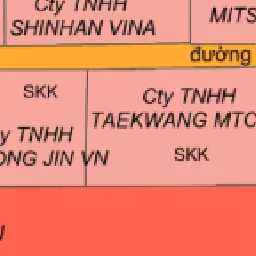 Cty TNHH
SHINHAN VINA
MITS
đường
SKK
Cty TNHH
TAEKWANG MTC
y TNHH
ONG JIN VN
SKK